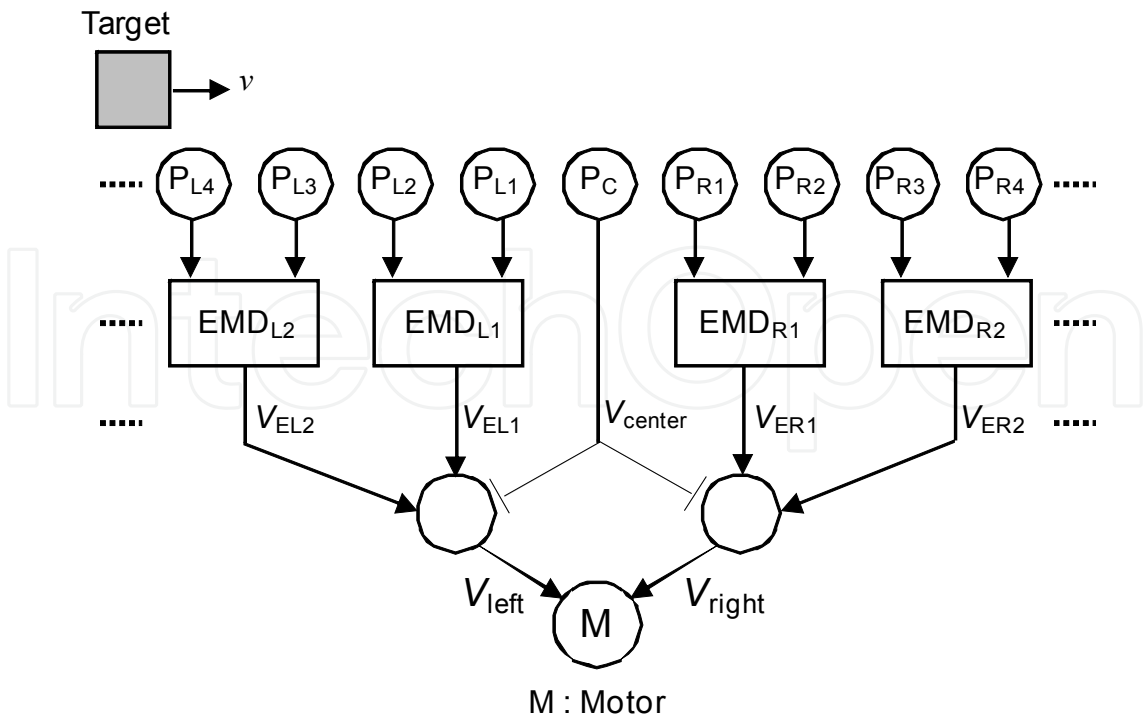 Target
v
P_L4 P_L3 P_L2 P_L1 P_C P_R1 P_R2 P_R3 P_R4
EMD_L2 EMD_L1 EMD_R1 EMD_R2
V_EL2 V_EL1 V_center V_ER1 V_ER2
V_left V_right
M
M : Motor
IntechOpen